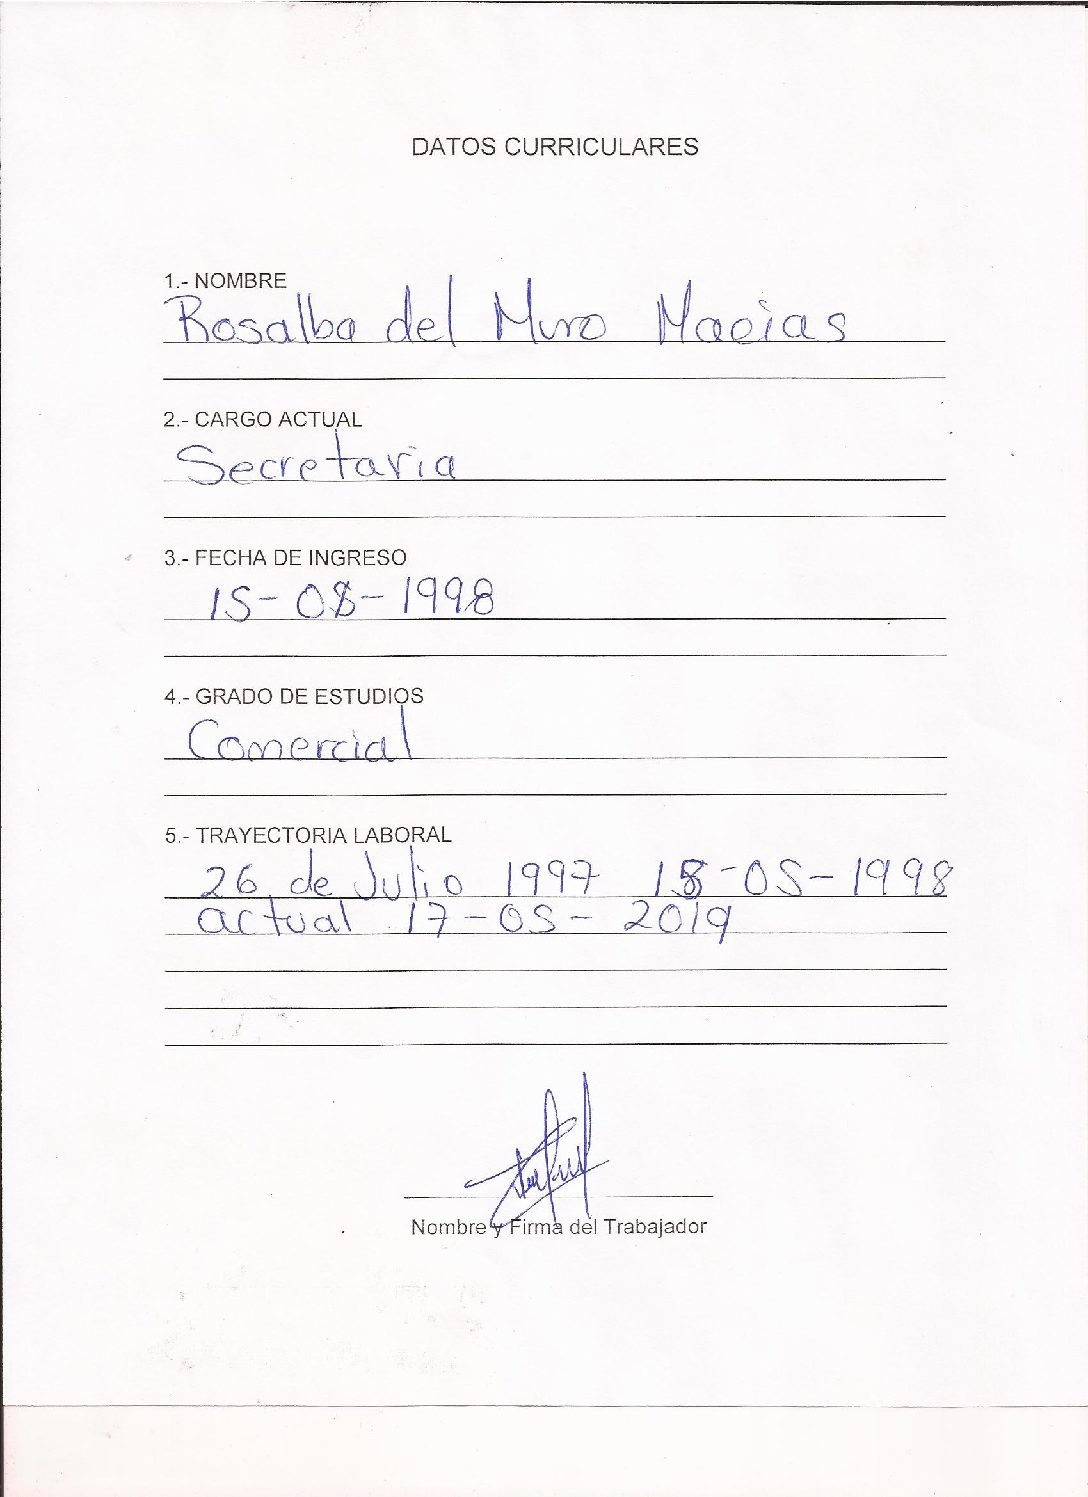 DATOS CURRICULARES
1.- NOMBRE
Rosalba del Muro Macias
2.- CARGO ACTUAL
Secretaria
3.- FECHA DE INGRESO
15-08-1998
4.- GRADO DE ESTUDIOS
Comercial
5.- TRAYECTORIA LABORAL
26 de Julio 1997 15-05-1998
actual 17-05-2019
Nombre y Firma del Trabajador